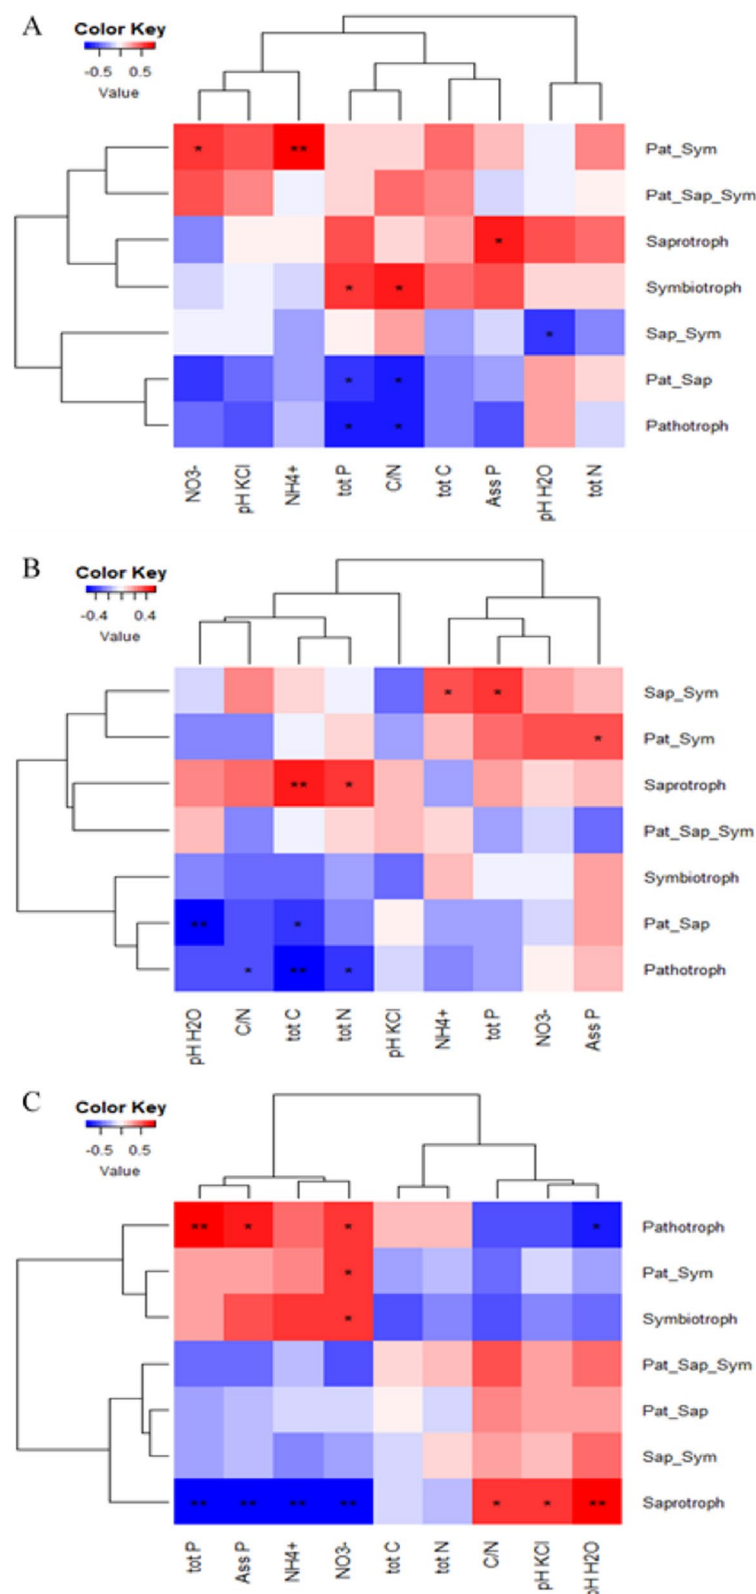 A
Color Key
-0.5 0.5
Value
* ** Pat_Sym
Pat_Sap_Sym
* Saprotroph
* * Symbiotroph
* Sap_Sym
* * Pat_Sap
* * Pathotroph
NO3- pH KCl NH4+ tot P C/N tot C Ass P pH H2O tot N
B
Color Key
-0.4 0.4
Value
* * Sap_Sym
* Pat_Sym
** * Saprotroph
Pat_Sap_Sym
Symbiotroph
** * Pat_Sap
* ** * Pathotroph
pH H2O C/N tot C tot N pH KCl NH4+ tot P NO3- Ass P
C
Color Key
-0.5 0.5
Value
** * * * Pathotroph
* Pat_Sym
* Symbiotroph
Pat_Sap_Sym
Pat_Sap
Sap_Sym
** ** ** ** * * ** Saprotroph
tot P Ass P NH4+ NO3- tot C tot N C/N pH KCl pH H2O